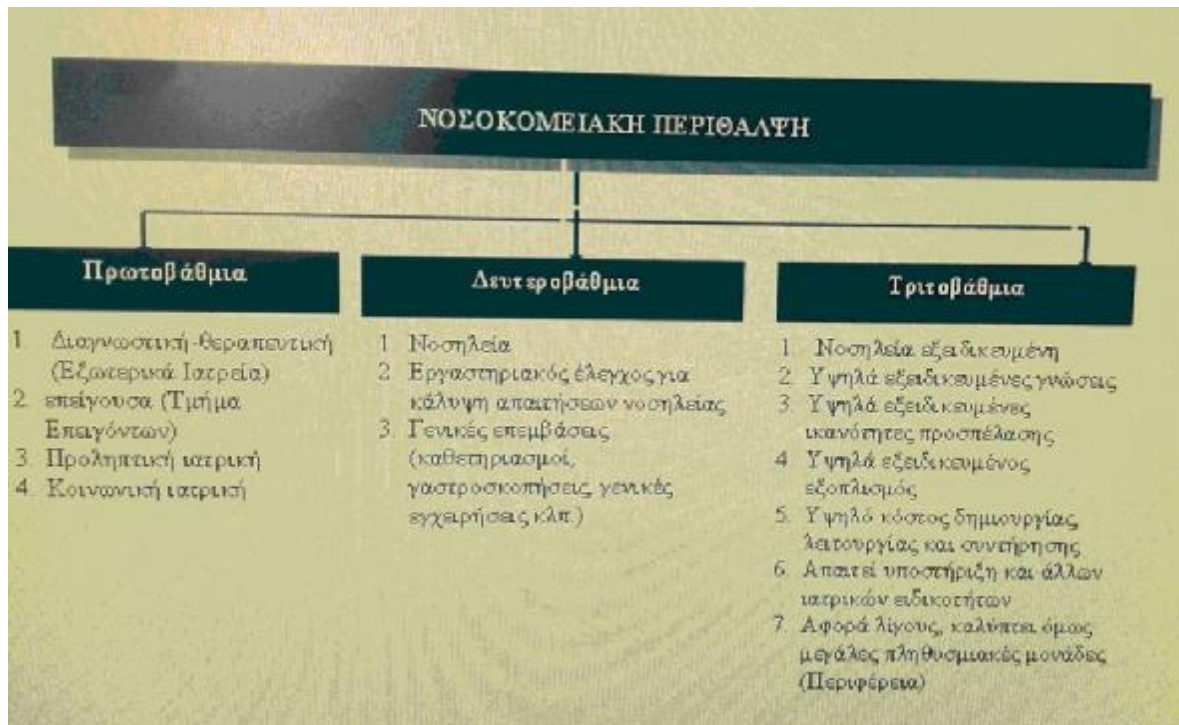 ΝΟΣΟΚΟΜΕΙΑΚΗ ΠΕΡΙΘΑΛΨΗ
Πρωτοβάθμια
1. Διαγνωστική-θεραπευτική
(Εξωτερικά Ιατρεία)
2. επείγουσα (Τμήμα
Επειγόντων)
3. Προληπτική ιατρική
4. Κοινωνική ιατρική
Δευτεροβάθμια
1 Νοσηλεία
2. Εργαστηριακός έλεγχος για
κάλυψη απαιτήσεων νοσηλείας
3. Γενικές επεμβάσεις
(καθετηριασμοί,
γαστροσκοπήσεις, γενικές
εγχειρήσεις κλπ.)
Τριτοβάθμια
1. Νοσηλεία εξειδικευμένη
2. Υψηλά εξειδικευμένες γνώσεις
3. Υψηλά εξειδικευμένες
ικανότητες προσπέλασης
4 Υψηλά εξειδικευμένος
εξοπλισμός
5. Υψηλό κόστος δημιουργίας,
λειτουργίας και συντήρησης
6. Απαιτεί υποστήριξη και άλλων
ιατρικών ειδικοτήτων
7. Αφορά λίγους, καλύπτει όμως
μεγάλες πληθυσμιακές μονάδες
(Περιφέρεια)